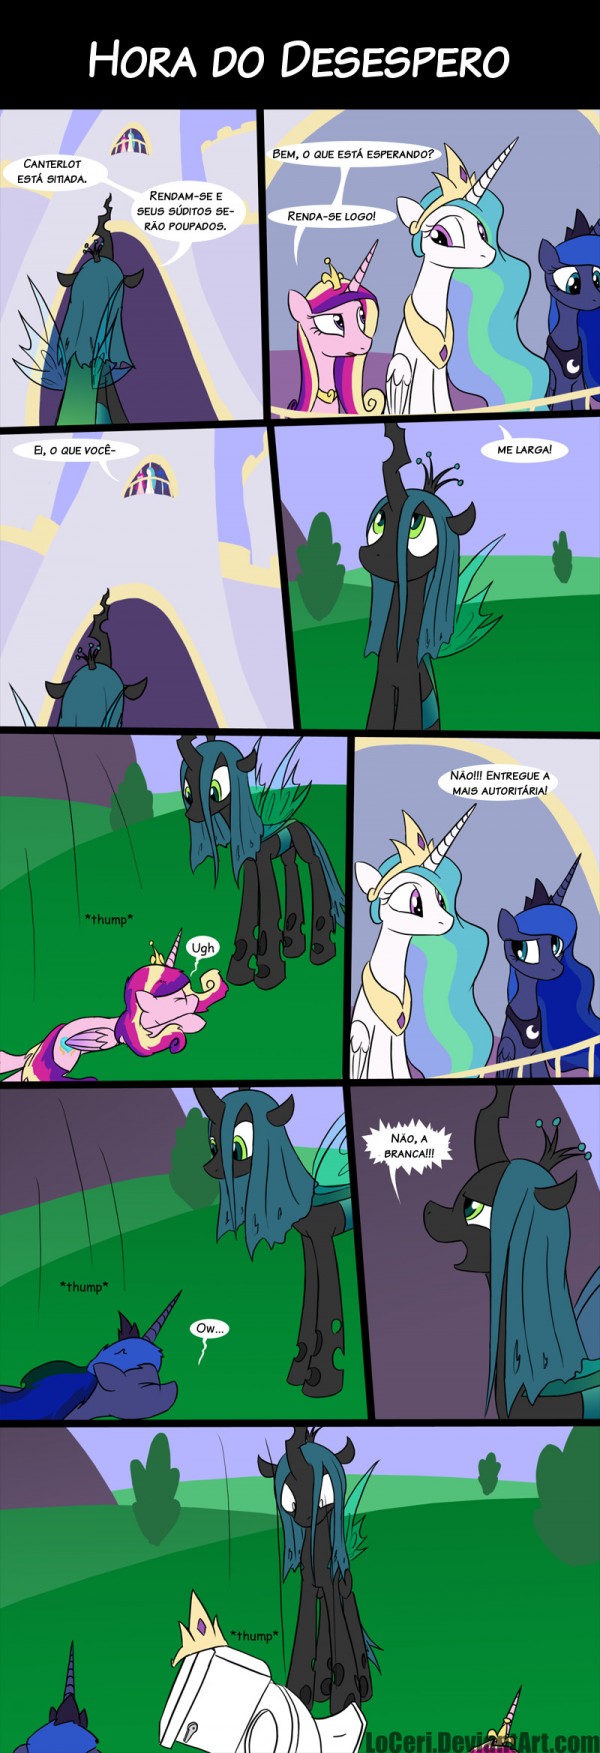 HORA DO DESESPERO
CANTERLOT
ESTÁ SITIADA.
RENDAM-SE E
SEUS SÚDITOS SE-
RÃO POUPADOS.
BEM, O QUE ESTÁ ESPERANDO?
RENDA-SE LOGO!
EI, O QUE VOCÊ-
ME LARGA!
*thump*
Ugh
NÃO!!! ENTREGUE A
MAIS AUTORITÁRIA!
*thump*
Ow...
NÃO, A
BRANCA!!!
*thump*
LoCeri.DeviantArt.com